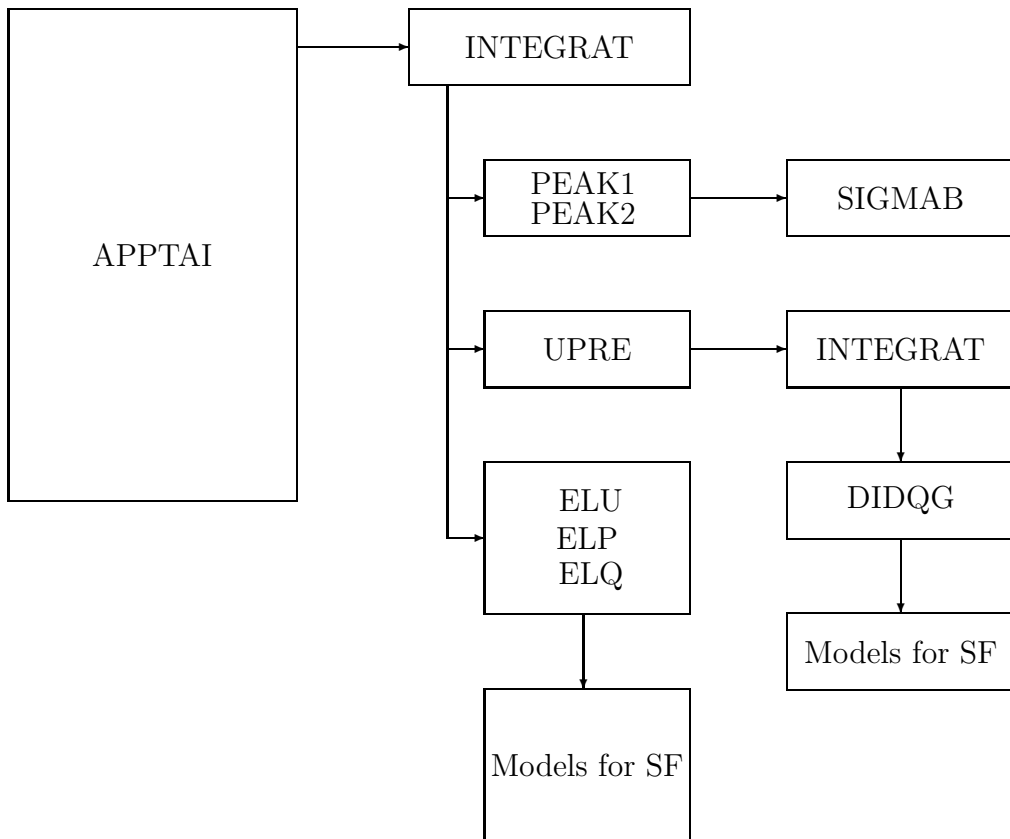 INTEGRAT
PEAK1
PEAK2
SIGMAB
APPTAI
UPRE
INTEGRAT
ELU
ELP
ELQ
DIDQG
Models for SF
Models for SF